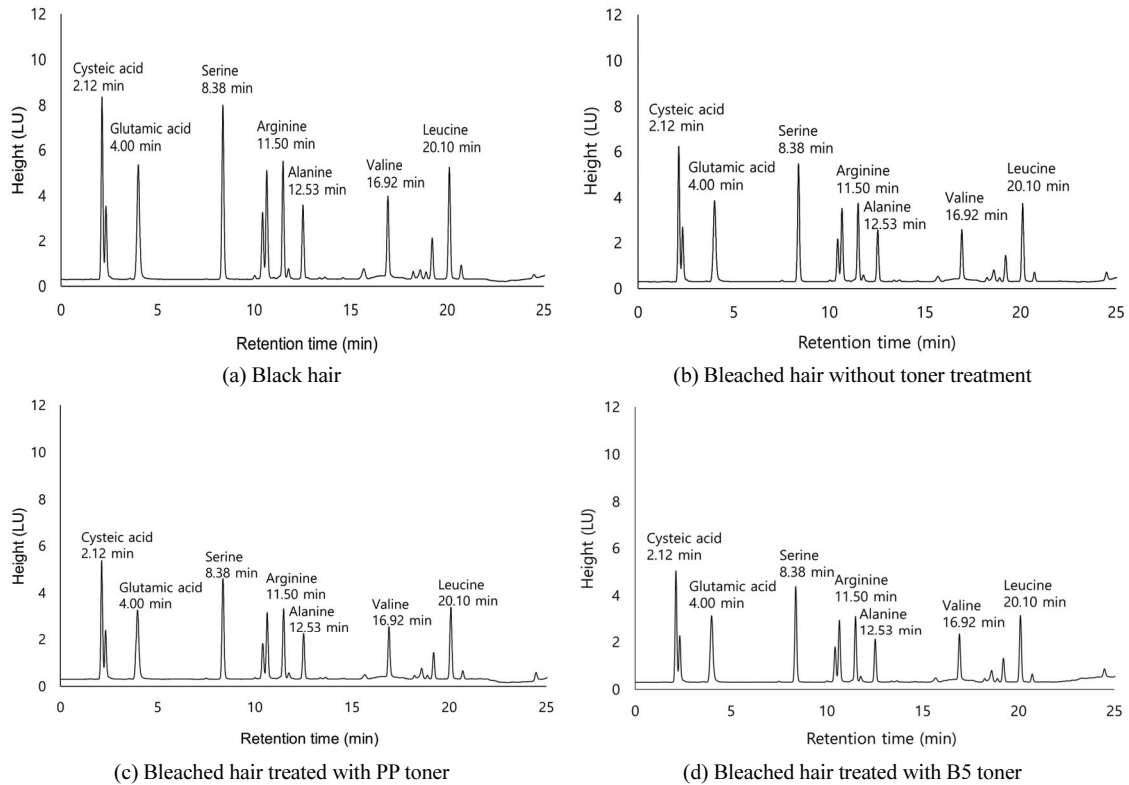 12
10
8
6
4
2
0
Height (LU)
Cysteic acid
2.12 min
Glutamic acid
4.00 min
Serine
8.38 min
Arginine
11.50 min
Alanine
12.53 min
Valine
16.92 min
Leucine
20.10 min
0 5 10 15 20 25
Retention time (min)
(a) Black hair
12
10
8
6
4
2
0
Height (LU)
Cysteic acid
2.12 min
Glutamic acid
4.00 min
Serine
8.38 min
Arginine
11.50 min
Alanine
12.53 min
Valine
16.92 min
Leucine
20.10 min
0 5 10 15 20 25
Retention time (min)
(b) Bleached hair without toner treatment
12
10
8
6
4
2
0
Height (LU)
Cysteic acid
2.12 min
Glutamic acid
4.00 min
Serine
8.38 min
Arginine
11.50 min
Alanine
12.53 min
Valine
16.92 min
Leucine
20.10 min
0 5 10 15 20 25
Retention time (min)
(c) Bleached hair treated with PP toner
12
10
8
6
4
2
0
Height (LU)
Cysteic acid
2.12 min
Glutamic acid
4.00 min
Serine
8.38 min
Arginine
11.50 min
Alanine
12.53 min
Valine
16.92 min
Leucine
20.10 min
0 5 10 15 20 25
Retention time (min)
(d) Bleached hair treated with B5 toner